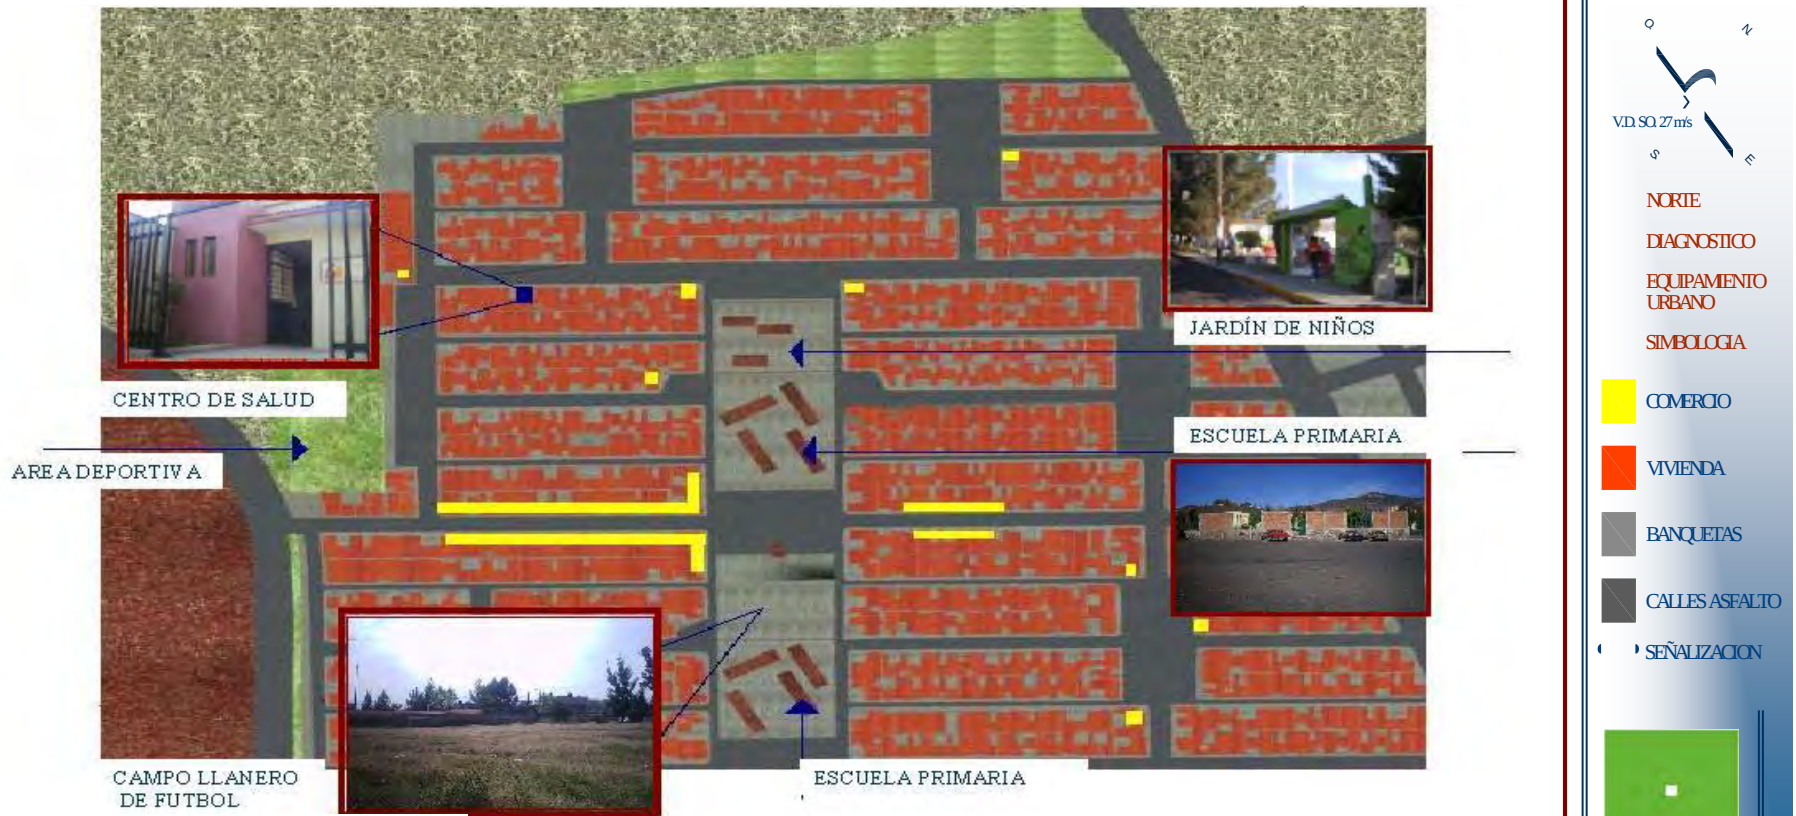 CENTRO DE SALUD
AREA DEPORTIVA
CAMPO LLANERO
DE FUTBOL
JARDÍN DE NIÑOS
ESCUELA PRIMARIA
ESCUELA PRIMARIA
O
N
V.D. SO. 27 m/s
S
E
NORTE
DIAGNOSTICO
EQUIPAMIENTO
URBANO
SIMBOLOGIA
COMERCIO
VIVIENDA
BANQUETAS
CALLES ASFALTO
SEÑALIZACION